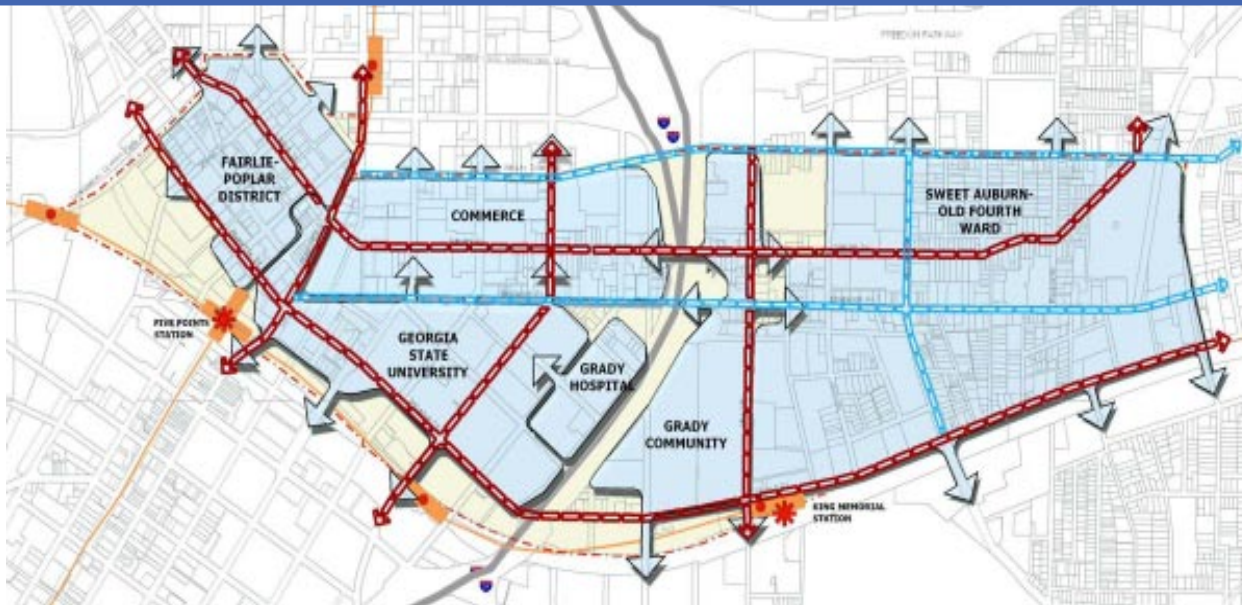 FREEDOM PARKWAY
FAIRLIE-
POPLAR
DISTRICT
COMMERCE
SWEET AUBURN-
OLD FOURTH
WARD
FIVE POINTS
STATION
GEORGIA
STATE
UNIVERSITY
GRADY
HOSPITAL
GRADY
COMMUNITY
KING MEMORIAL
STATION